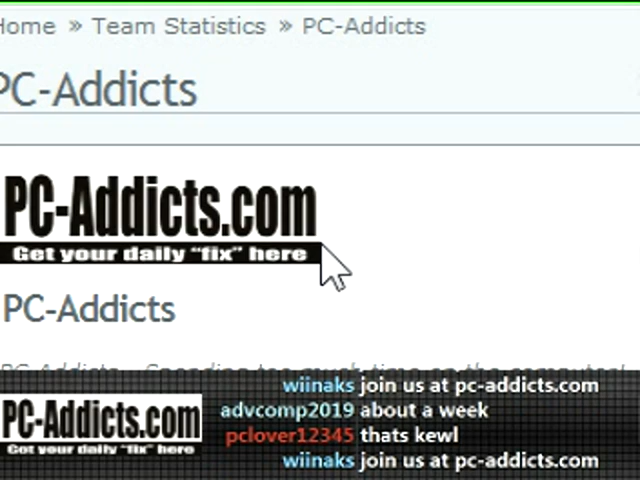 Home » Team Statistics » PC-Addicts
PC-Addicts
PC-Addicts.com
Get your daily "fix" here
PC-Addicts
wiinaks join us at pc-addicts.com
advcomp2019 about a week
pclover12345 thats kewl
wiinaks join us at pc-addicts.com
PC-Addicts.com
Got your daily "fix" here